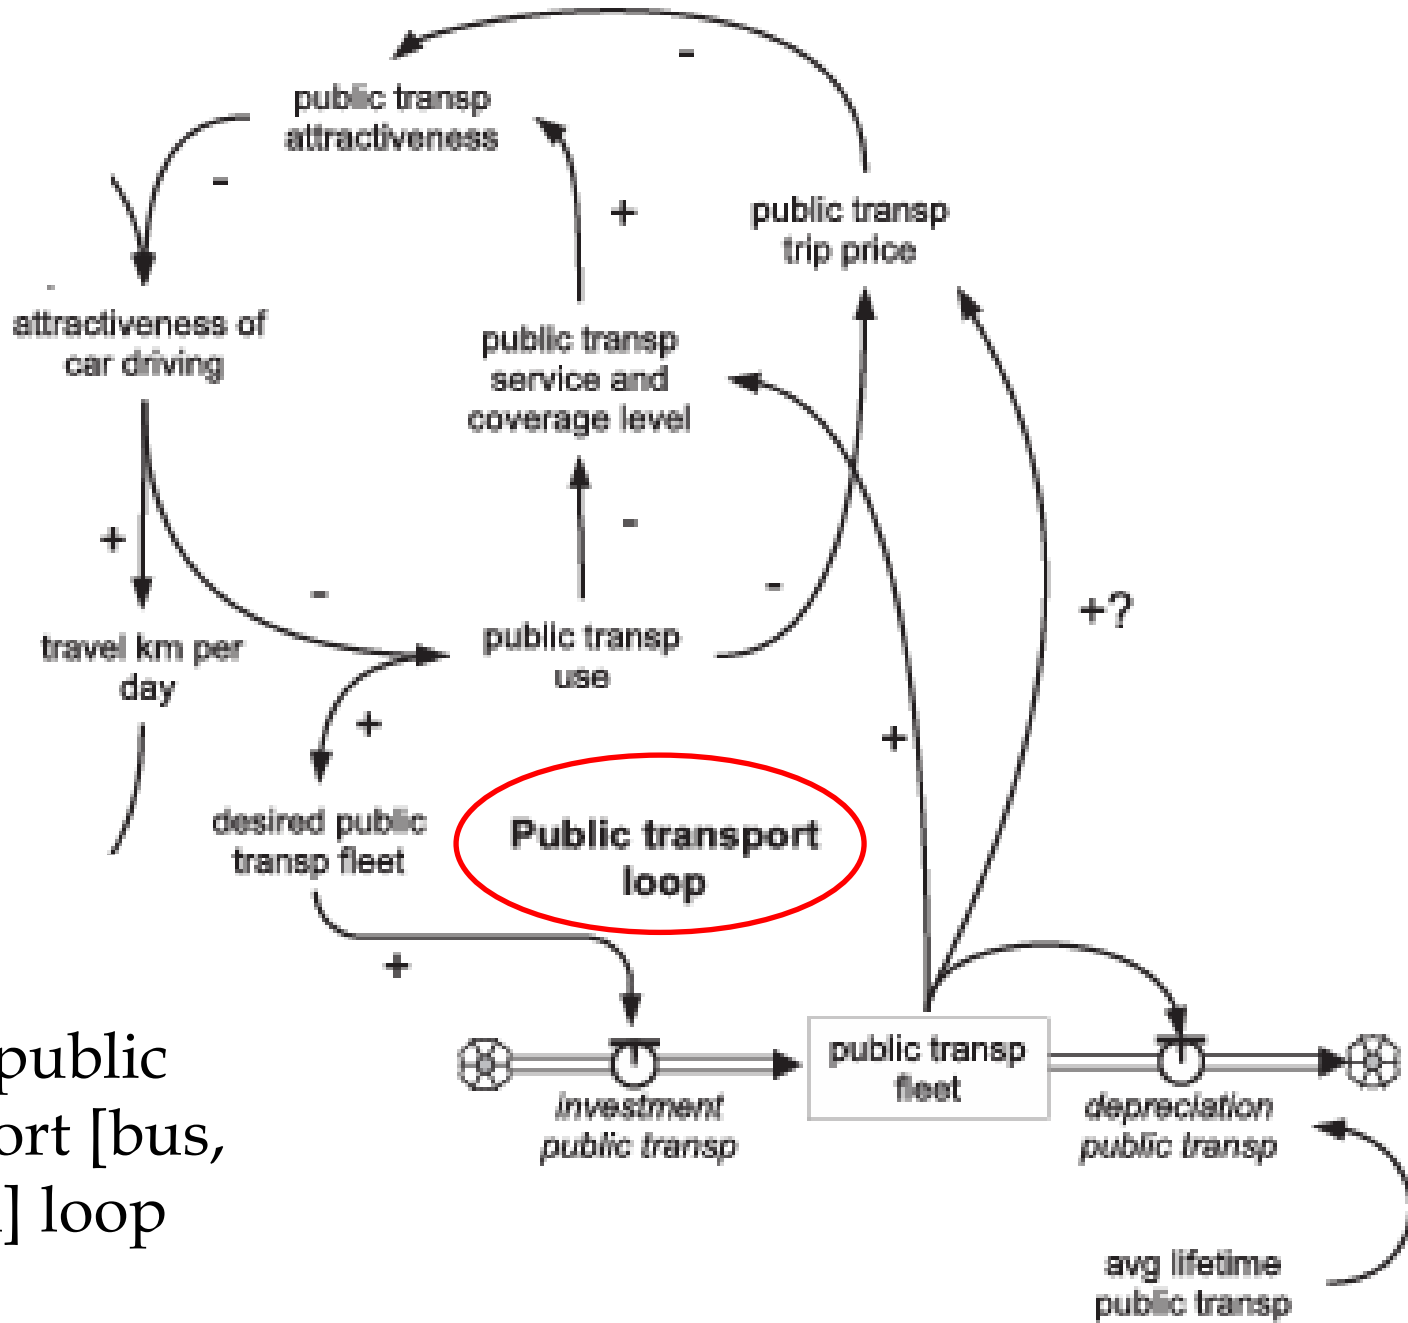 -
public transp
attractiveness
-
+
public transp
trip price
attractiveness of
car driving
public transp
service and
coverage level
+
-
-
-
+?
travel km per
day
public transp
use
+
+
desired public
transp fleet
Public transport
loop
+
public
ort [bus,
] loop
investment
public transp
public transp
fleet
depreciation
public transp
avg lifetime
public transp